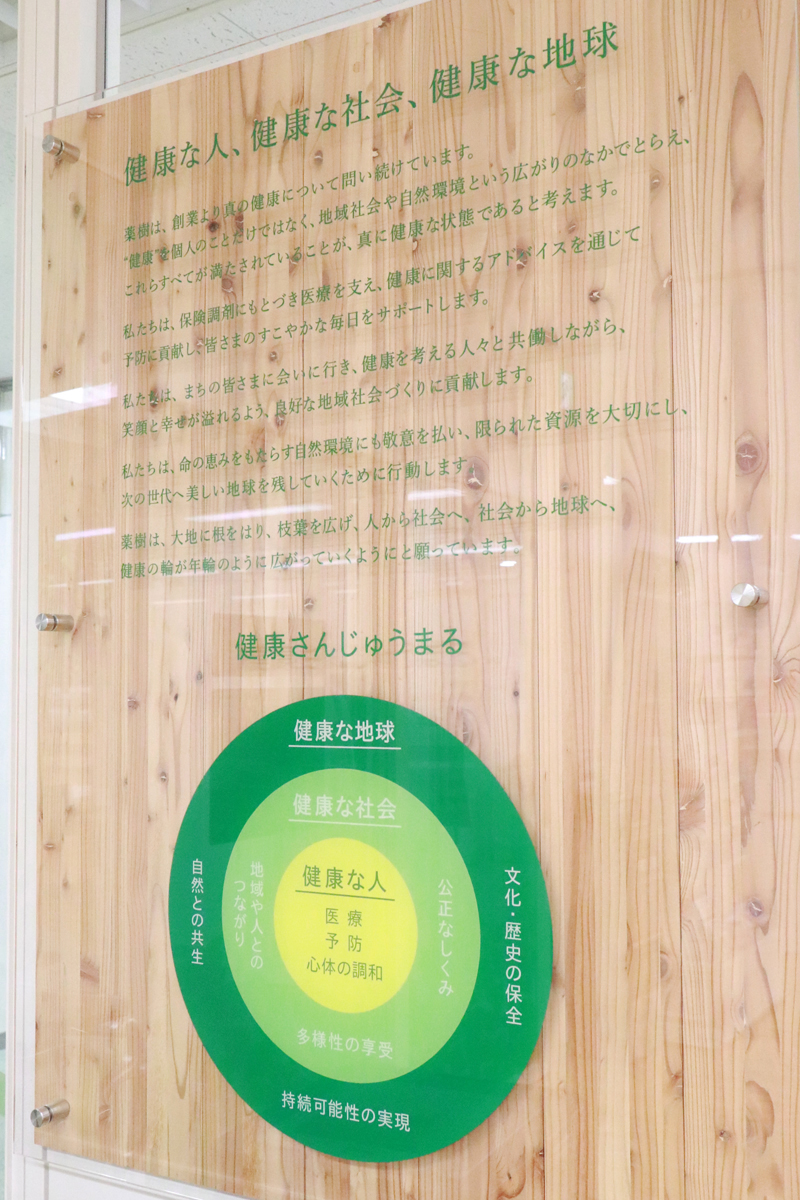 健康な人、健康な社会、健康な地球
薬樹は、創業より真の健康について問い続けています。
“健康”を個人のことだけではなく、地域社会や自然環境という広がりのなかでとらえ、
これらすべてが満たされていることが、真に健康な状態であると考えます。
私たちは、保険調剤にもとづき医療を支え、健康に関するアドバイスを通じて
予防に貢献し、皆さまのすこやかな毎日をサポートします。
私たちは、まちの皆さまに会いに行き、健康を考える人々と共働しながら、
笑顔と幸せが溢れるよう、良好な地域社会づくりに貢献します。
私たちは、命の恵みをもたらす自然環境にも敬意を払い、限られた資源を大切にし、
次の世代へ美しい地球を残していくために行動します。
薬樹は、大地に根をはり、枝葉を広げ、人から社会へ、社会から地球へ、
健康の輪が年輪のように広がっていくようにと願っています。
健康さんじゅうまる
健康な地球
健康な社会
健康な人
医療
予防
心体の調和
地域や人との
つながり
公正なしくみ
多様性の享受
自然との共生
文化・歴史の保全
持続可能性の実現